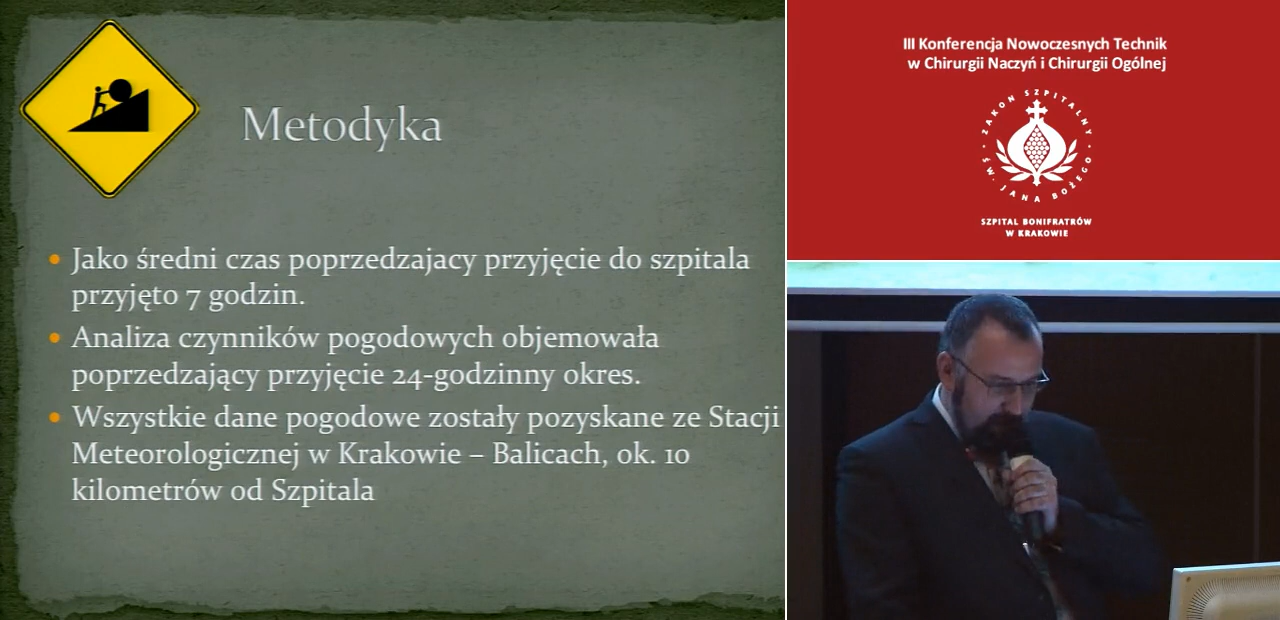 Metodyka
Jako średni czas poprzedzajacy przyjęcie do szpitala
przyjęto 7 godzin.
Analiza czynników pogodowych objemowała
poprzedzający przyjęcie 24-godzinny okres.
Wszystkie dane pogodowe zostały pozyskane ze Stacji
Meteorologicznej w Krakowie – Balicach, ok. 10
kilometrów od Szpitala
III Konferencja Nowoczesnych Technik
w Chirurgii Naczyń i Chirurgii Ogólnej
ZAKON SZPITALNY
ŚW. JANA BOŻEGO
SZPITAL BONIFRATRÓW
W KRAKOWIE